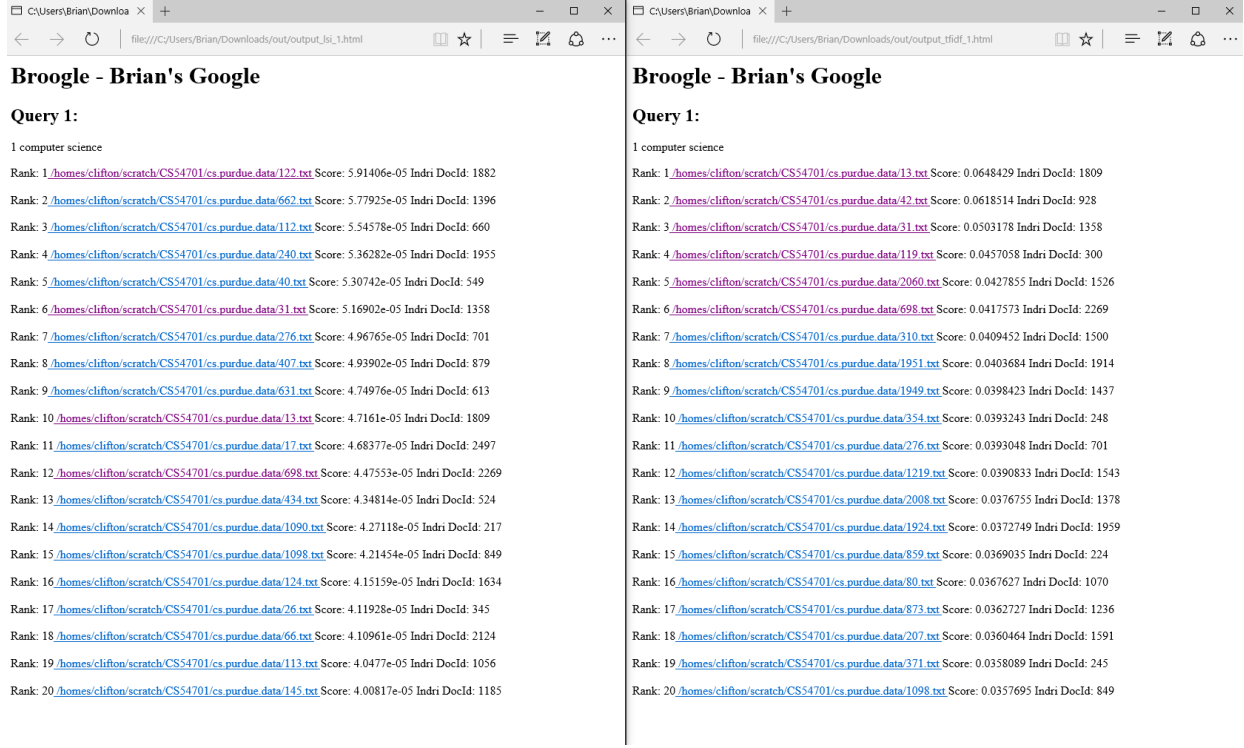 C:\Users\Brian\Downloa
file:///C:/Users/Brian/Downloads/out/output_lsi_1.html
Broogle - Brian's Google
Query 1:
1 computer science
Rank: 1 /homes/clifton/scratch/CS54701/cs.purdue.data/122.txt Score: 5.91406e-05 Indri DocId: 1882
Rank: 2 /homes/clifton/scratch/CS54701/cs.purdue.data/662.txt Score: 5.77925e-05 Indri DocId: 1396
Rank: 3 /homes/clifton/scratch/CS54701/cs.purdue.data/112.txt Score: 5.54578e-05 Indri DocId: 660
Rank: 4 /homes/clifton/scratch/CS54701/cs.purdue.data/240.txt Score: 5.36282e-05 Indri DocId: 1955
Rank: 5 /homes/clifton/scratch/CS54701/cs.purdue.data/40.txt Score: 5.30742e-05 Indri DocId: 549
Rank: 6 /homes/clifton/scratch/CS54701/cs.purdue.data/31.txt Score: 5.16902e-05 Indri DocId: 1358
Rank: 7 /homes/clifton/scratch/CS54701/cs.purdue.data/276.txt Score: 4.96765e-05 Indri DocId: 701
Rank: 8 /homes/clifton/scratch/CS54701/cs.purdue.data/407.txt Score: 4.93902e-05 Indri DocId: 879
Rank: 9 /homes/clifton/scratch/CS54701/cs.purdue.data/631.txt Score: 4.74976e-05 Indri DocId: 613
Rank: 10 /homes/clifton/scratch/CS54701/cs.purdue.data/13.txt Score: 4.7161e-05 Indri DocId: 1809
Rank: 11 /homes/clifton/scratch/CS54701/cs.purdue.data/17.txt Score: 4.68377e-05 Indri DocId: 2497
Rank: 12 /homes/clifton/scratch/CS54701/cs.purdue.data/698.txt Score: 4.47553e-05 Indri DocId: 2269
Rank: 13 /homes/clifton/scratch/CS54701/cs.purdue.data/434.txt Score: 4.34814e-05 Indri DocId: 524
Rank: 14 /homes/clifton/scratch/CS54701/cs.purdue.data/1090.txt Score: 4.27118e-05 Indri DocId: 217
Rank: 15 /homes/clifton/scratch/CS54701/cs.purdue.data/1098.txt Score: 4.21454e-05 Indri DocId: 849
Rank: 16 /homes/clifton/scratch/CS54701/cs.purdue.data/124.txt Score: 4.15159e-05 Indri DocId: 1634
Rank: 17 /homes/clifton/scratch/CS54701/cs.purdue.data/26.txt Score: 4.11928e-05 Indri DocId: 345
Rank: 18 /homes/clifton/scratch/CS54701/cs.purdue.data/66.txt Score: 4.10961e-05 Indri DocId: 2124
Rank: 19 /homes/clifton/scratch/CS54701/cs.purdue.data/113.txt Score: 4.0477e-05 Indri DocId: 1056
Rank: 20 /homes/clifton/scratch/CS54701/cs.purdue.data/145.txt Score: 4.00817e-05 Indri DocId: 1185
C:\Users\Brian\Downloa
file:///C:/Users/Brian/Downloads/out/output_tfidf_1.html
Broogle - Brian's Google
Query 1:
1 computer science
Rank: 1 /homes/clifton/scratch/CS54701/cs.purdue.data/13.txt Score: 0.0648429 Indri DocId: 1809
Rank: 2 /homes/clifton/scratch/CS54701/cs.purdue.data/42.txt Score: 0.0618514 Indri DocId: 928
Rank: 3 /homes/clifton/scratch/CS54701/cs.purdue.data/31.txt Score: 0.0503178 Indri DocId: 1358
Rank: 4 /homes/clifton/scratch/CS54701/cs.purdue.data/119.txt Score: 0.0457058 Indri DocId: 300
Rank: 5 /homes/clifton/scratch/CS54701/cs.purdue.data/2060.txt Score: 0.0427855 Indri DocId: 1526
Rank: 6 /homes/clifton/scratch/CS54701/cs.purdue.data/698.txt Score: 0.0417573 Indri DocId: 2269
Rank: 7 /homes/clifton/scratch/CS54701/cs.purdue.data/310.txt Score: 0.0409452 Indri DocId: 1500
Rank: 8 /homes/clifton/scratch/CS54701/cs.purdue.data/1951.txt Score: 0.0403684 Indri DocId: 1914
Rank: 9 /homes/clifton/scratch/CS54701/cs.purdue.data/1949.txt Score: 0.0398423 Indri DocId: 1437
Rank: 10 /homes/clifton/scratch/CS54701/cs.purdue.data/354.txt Score: 0.0393243 Indri DocId: 248
Rank: 11 /homes/clifton/scratch/CS54701/cs.purdue.data/276.txt Score: 0.0393048 Indri DocId: 701
Rank: 12 /homes/clifton/scratch/CS54701/cs.purdue.data/1219.txt Score: 0.0390833 Indri DocId: 1543
Rank: 13 /homes/clifton/scratch/CS54701/cs.purdue.data/2008.txt Score: 0.0376755 Indri DocId: 1378
Rank: 14 /homes/clifton/scratch/CS54701/cs.purdue.data/1924.txt Score: 0.0372749 Indri DocId: 1959
Rank: 15 /homes/clifton/scratch/CS54701/cs.purdue.data/859.txt Score: 0.0369035 Indri DocId: 224
Rank: 16 /homes/clifton/scratch/CS54701/cs.purdue.data/80.txt Score: 0.0367627 Indri DocId: 1070
Rank: 17 /homes/clifton/scratch/CS54701/cs.purdue.data/873.txt Score: 0.0362727 Indri DocId: 1236
Rank: 18 /homes/clifton/scratch/CS54701/cs.purdue.data/207.txt Score: 0.0360464 Indri DocId: 1591
Rank: 19 /homes/clifton/scratch/CS54701/cs.purdue.data/371.txt Score: 0.0358089 Indri DocId: 245
Rank: 20 /homes/clifton/scratch/CS54701/cs.purdue.data/1098.txt Score: 0.0357695 Indri DocId: 849